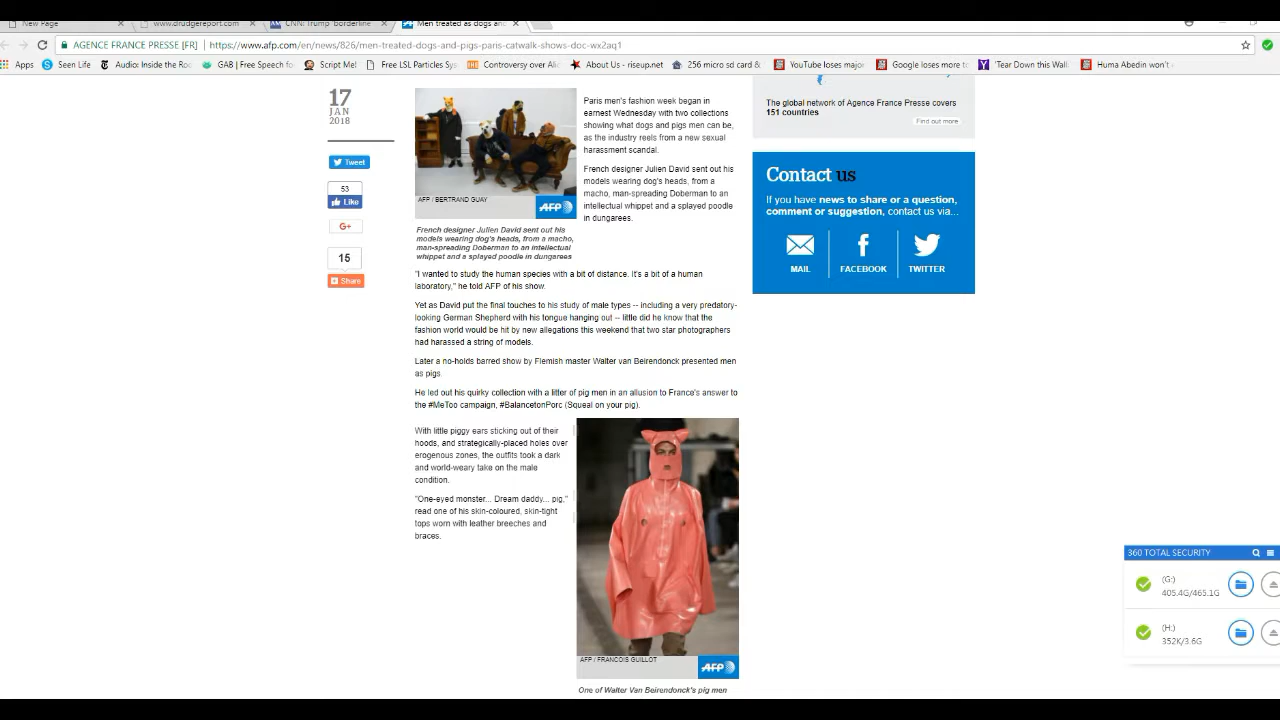 New Page
www.drudgereport.com
CNN: Trump 'borderline
Men treated as dogs and
AGENCE FRANCE PRESSE [FR]
https://www.afp.com/en/news/826/men-treated-dogs-and-pigs-paris-catwalk-shows-doc-wx2aq1
Apps
Seen Life
Audio: Inside the Ro
GAB | Free Speech fo
Script Me!
Free LSL Particles Sys
Controversy over Ali
About Us - riseup.net
256 micro sd card &
YouTube loses major
Google loses more to
'Tear Down this Wall
Huma Abedin won't
17
JAN
2018
Tweet
53
Like
G+
15
Share
AFP / BERTRAND GUAY
AFP
French designer Julien David sent out his
models wearing dog's heads, from a macho,
man-spreading Doberman to an intellectual
whippet and a splayed poodle in dungarees
Paris men's fashion week began in
earnest Wednesday with two collections
showing what dogs and pigs men can be,
as the industry reels from a new sexual
harassment scandal.
French designer Julien David sent out his
models wearing dog's heads, from a
macho, man-spreading Doberman to an
intellectual whippet and a splayed poodle
in dungarees.
"I wanted to study the human species with a bit of distance. It's a bit of a human
laboratory," he told AFP of his show.
Yet as David put the final touches to his study of male types -- including a very predatory-
looking German Shepherd with his tongue hanging out -- little did he know that the
fashion world would be hit by new allegations this weekend that two star photographers
had harassed a string of models.
Later a no-holds barred show by Flemish master Walter van Beirendonck presented men
as pigs.
He led out his quirky collection with a litter of pig men in an allusion to France's answer to
the #MeToo campaign, #BalancetonPorc (Squeal on your pig).
With little piggy ears sticking out of their
hoods, and strategically-placed holes over
erogenous zones, the outfits took a dark
and world-weary take on the male
condition.
"One-eyed monster... Dream daddy... pig,"
read one of his skin-coloured, skin-tight
tops worn with leather breeches and
braces.
AFP / FRANCOIS GUILLOT
AFP
One of Walter Van Beirendonck's pig men
The global network of Agence France Presse covers
151 countries
Find out more
Contact us
If you have news to share or a question,
comment or suggestion, contact us via...
MAIL
FACEBOOK
TWITTER
360 TOTAL SECURITY
(G:)
405.4G/465.1G
(H:)
352K/3.6G